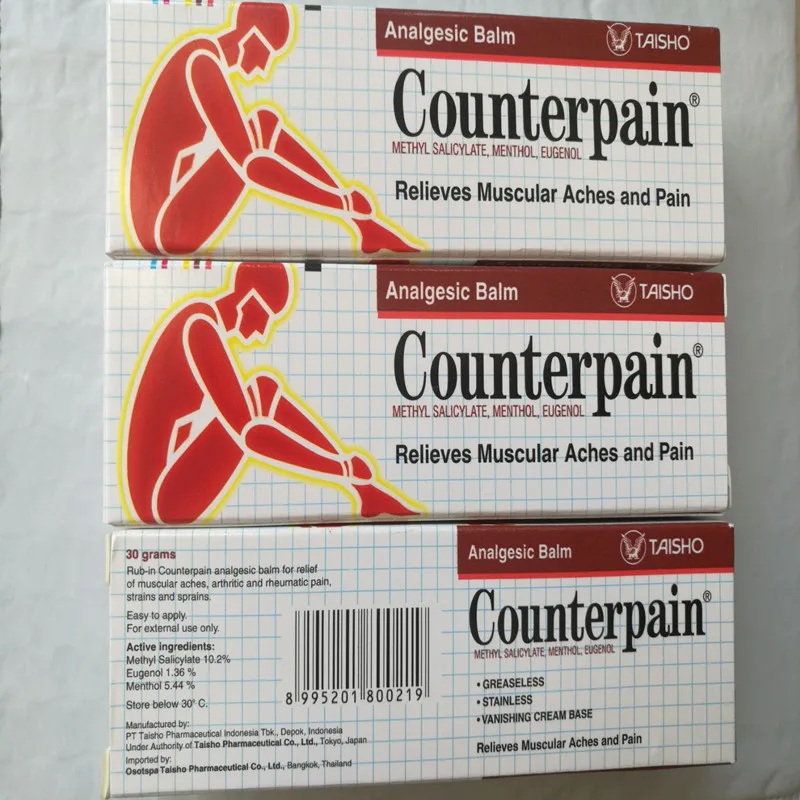 Analgesic Balm
TAISHO
Counterpain®
METHYL SALICYLATE, MENTHOL, EUGENOL
Relieves Muscular Aches and Pain
Analgesic Balm
TAISHO
Counterpain®
METHYL SALICYLATE, MENTHOL, EUGENOL
Relieves Muscular Aches and Pain
30 grams
Rub-in Counterpain analgesic balm for relief
of muscular aches, arthritic and rheumatic pain,
strains and sprains.
Easy to apply.
For external use only.
Active ingredients:
Methyl Salicylate 10.2%
Eugenol 1.36 %
Menthol 5.44 %
Store below 30° C.
Manufactured by:
PT Taisho Pharmaceutical Indonesia Tbk., Depok, Indonesia
Under Authority of Taisho Pharmaceutical Co., Ltd., Tokyo, Japan
Imported by:
Osotspa Taisho Pharmaceutical Co., Ltd., Bangkok, Thailand
8 995201 800219
Analgesic Balm
TAISHO
Counterpain®
METHYL SALICYLATE, MENTHOL, EUGENOL
• GREASELESS
• STAINLESS
• VANISHING CREAM BASE
Relieves Muscular Aches and Pain